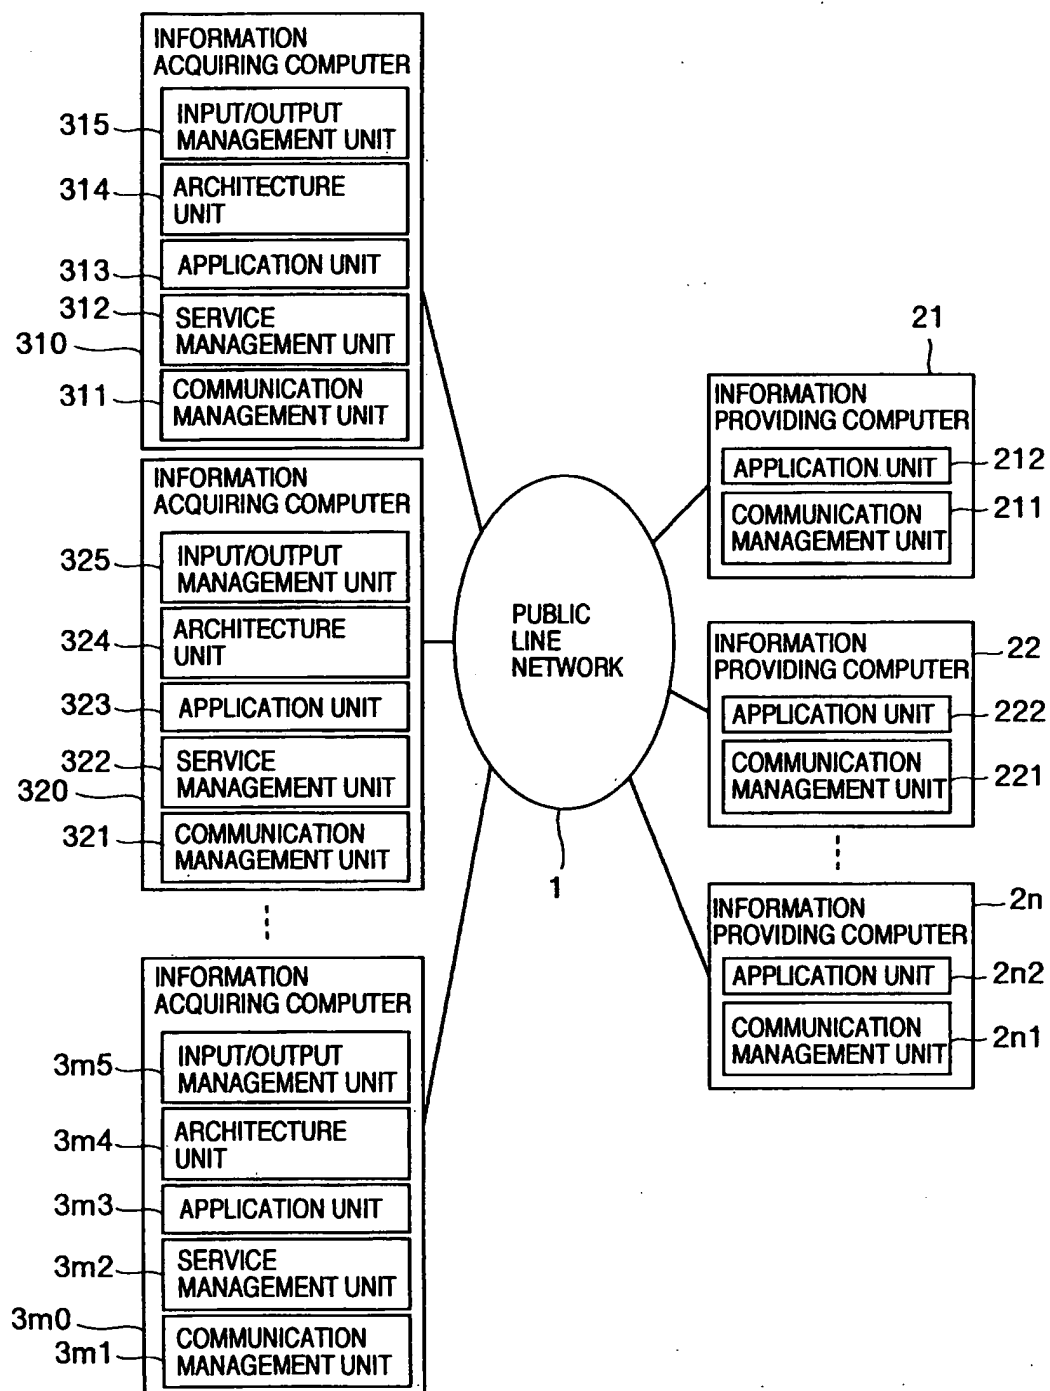 INFORMATION
ACQUIRING COMPUTER
315
INPUT/OUTPUT
MANAGEMENT UNIT
314
ARCHITECTURE
UNIT
313
APPLICATION UNIT
312
SERVICE
MANAGEMENT UNIT
310
311
COMMUNICATION
MANAGEMENT UNIT
INFORMATION
ACQUIRING COMPUTER
325
INPUT/OUTPUT
MANAGEMENT UNIT
324
ARCHITECTURE
UNIT
323
APPLICATION UNIT
322
SERVICE
MANAGEMENT UNIT
320
321
COMMUNICATION
MANAGEMENT UNIT
INFORMATION
ACQUIRING COMPUTER
3m5
INPUT/OUTPUT
MANAGEMENT UNIT
3m4
ARCHITECTURE
UNIT
3m3
APPLICATION UNIT
3m2
SERVICE
MANAGEMENT UNIT
3m0
3m1
COMMUNICATION
MANAGEMENT UNIT
PUBLIC
LINE
NETWORK
1
21
INFORMATION
PROVIDING COMPUTER
APPLICATION UNIT
212
COMMUNICATION
MANAGEMENT UNIT
211
INFORMATION
PROVIDING COMPUTER
22
APPLICATION UNIT
222
COMMUNICATION
MANAGEMENT UNIT
221
INFORMATION
PROVIDING COMPUTER
2n
APPLICATION UNIT
2n2
COMMUNICATION
MANAGEMENT UNIT
2n1